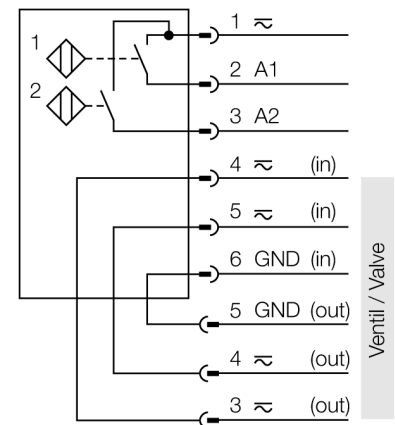 1 ⏦
1
2 A1
2
3 A2
4 ⏦ (in)
5 ⏦ (in)
6 GND (in)
5 GND (out)
4 ⏦ (out)
3 ⏦ (out)
Ventil / Valve